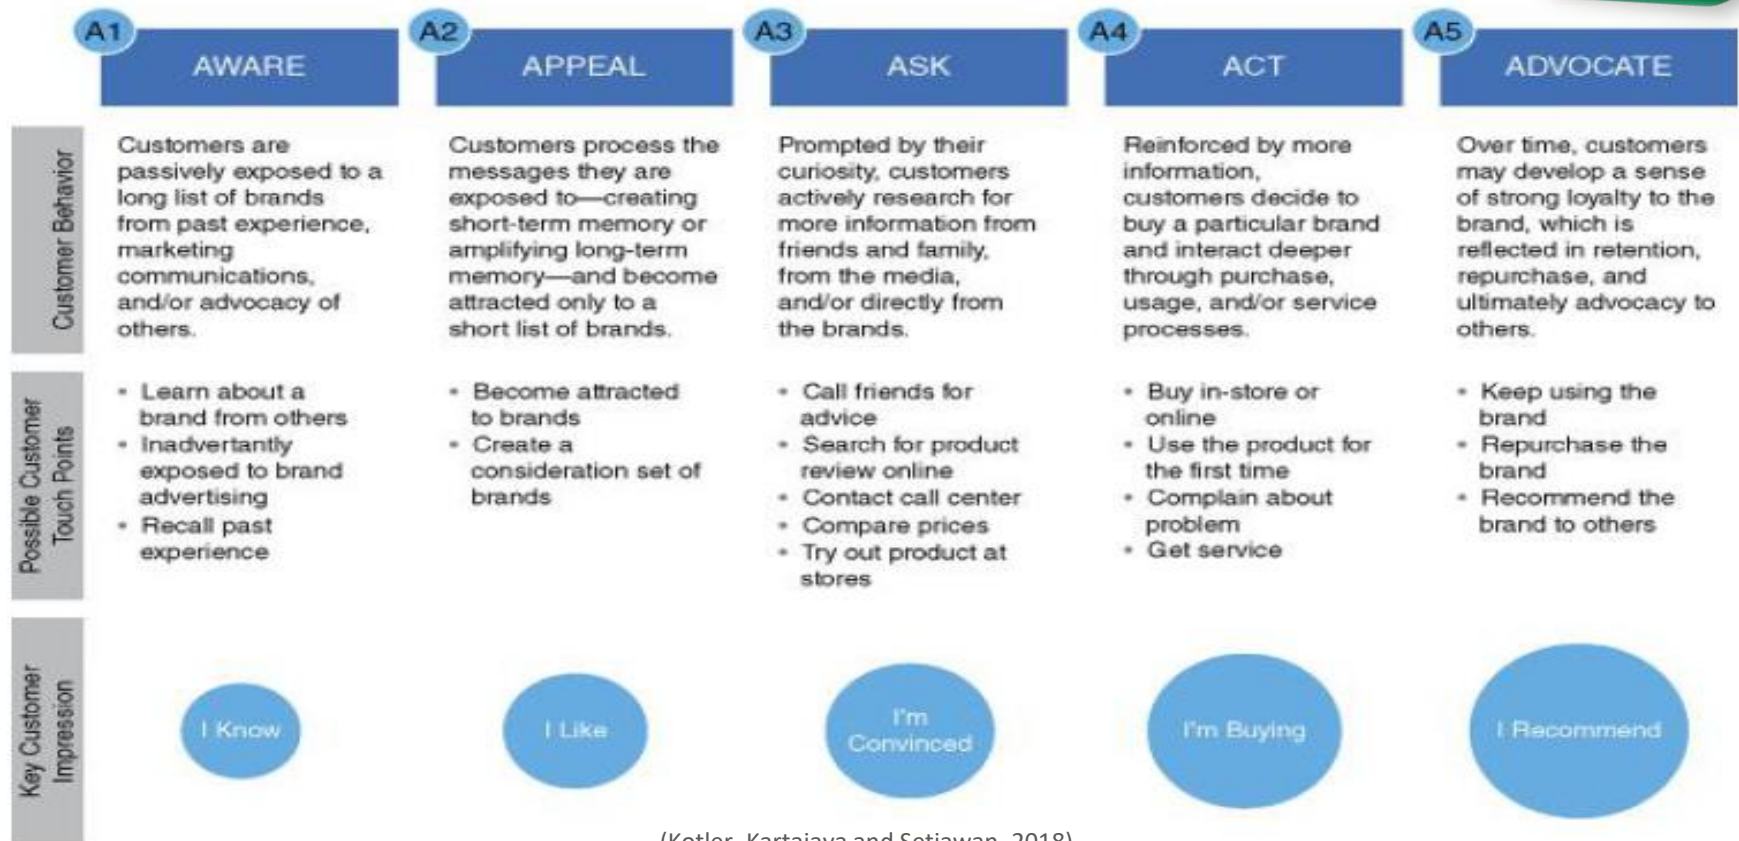 A1
AWARE
A2
APPEAL
A3
ASK
A4
ACT
A5
ADVOCATE
Customer Behavior
Customers are
passively exposed to a
long list of brands
from past experience,
marketing
communications,
and/or advocacy of
others.
Customers process the
messages they are
exposed to—creating
short-term memory or
amplifying long-term
memory—and become
attracted only to a
short list of brands.
Prompted by their
curiosity, customers
actively research for
more information from
friends and family,
from the media,
and/or directly from
the brands.
Reinforced by more
information,
customers decide to
buy a particular brand
and interact deeper
through purchase,
usage, and/or service
processes.
Over time, customers
may develop a sense
of strong loyalty to the
brand, which is
reflected in retention,
repurchase, and
ultimately advocacy to
others.
Possible Customer
Touch Points
• Learn about a
brand from others
• Inadvertantly
exposed to brand
advertising
• Recall past
experience
• Become attracted
to brands
• Create a
consideration set of
brands
• Call friends for
advice
• Search for product
review online
• Contact call center
• Compare prices
• Try out product at
stores
• Buy in-store or
online
• Use the product for
the first time
• Complain about
problem
• Get service
• Keep using the
brand
• Repurchase the
brand
• Recommend the
brand to others
Key Customer
Impression
I Know
I Like
I'm
Convinced
I'm Buying
I Recommend
(Kotler, Kartajaya and Setiawan, 2018)